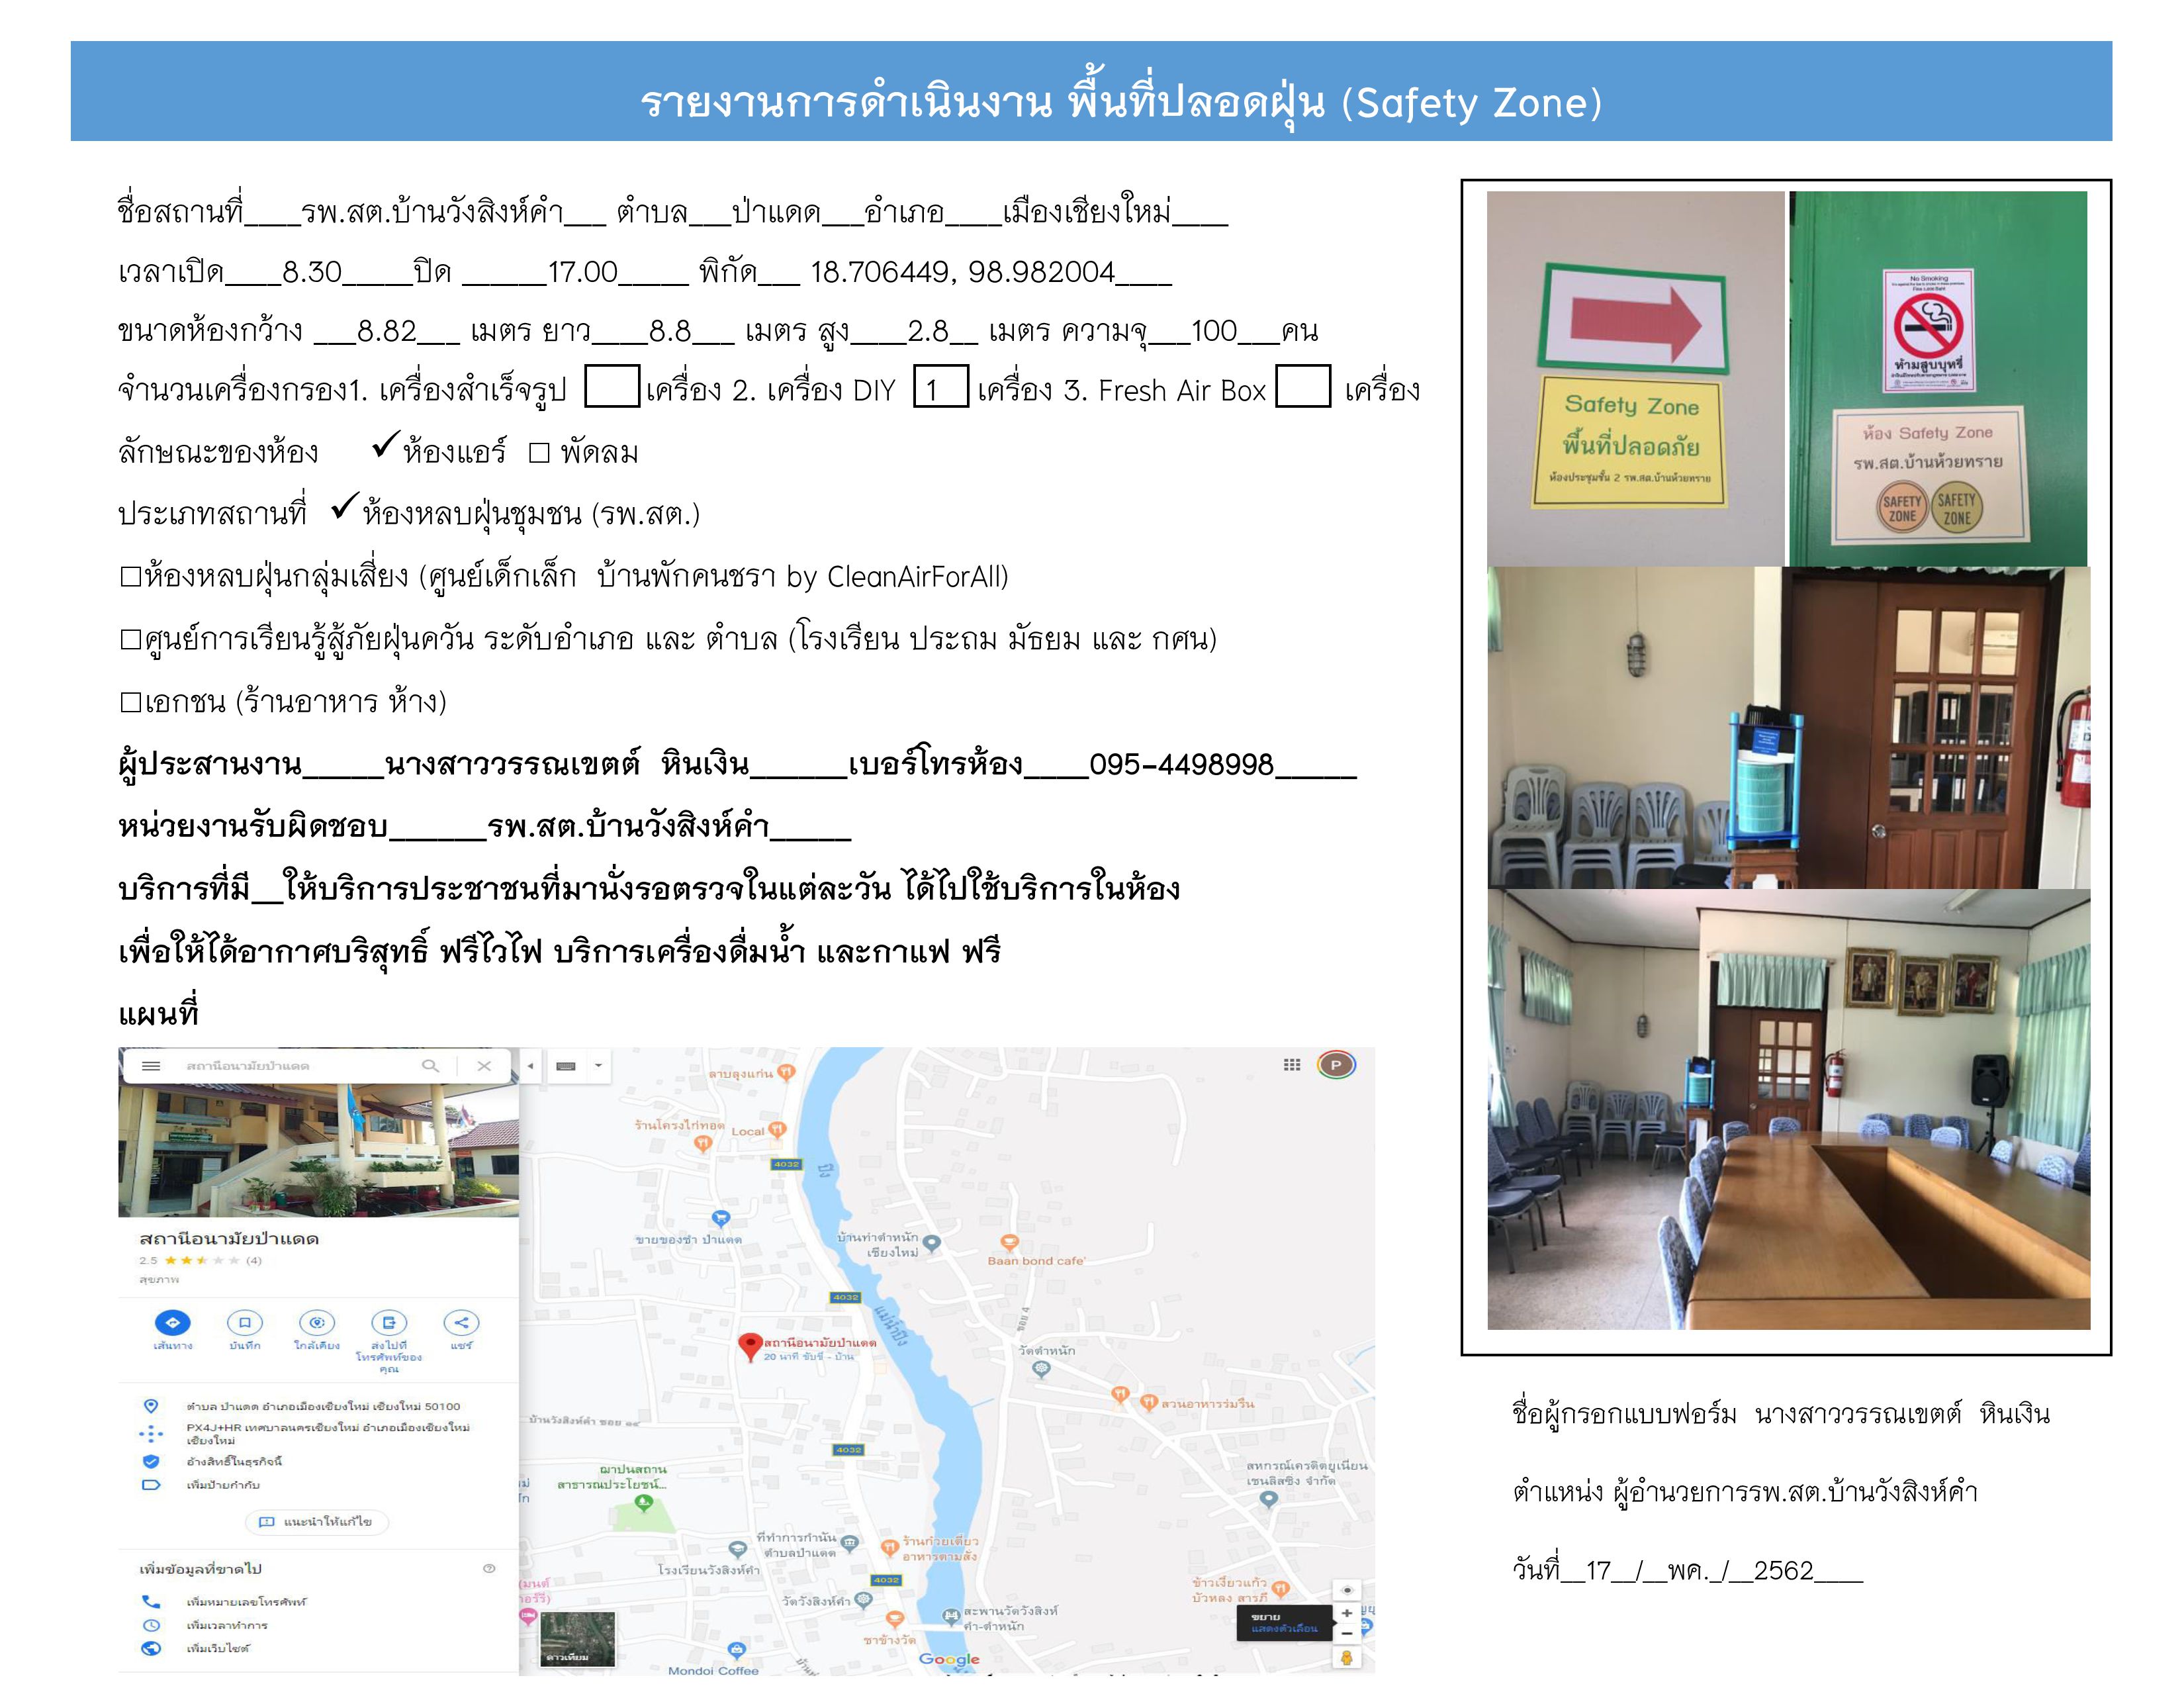 รายงานการดำเนินงาน พื้นที่ปลอดฝุ่น (Safety Zone)
ชื่อสถานที่____รพ.สต.บ้านวังสิงห์คำ___ ตำบล___ป่าแดด___อำเภอ____เมืองเชียงใหม่____
เวลาเปิด____8.30_____ปิด ______17.00_____ พิกัด___ 18.706449, 98.982004____
ขนาดห้องกว้าง ___8.82___ เมตร ยาว____8.8___ เมตร สูง____2.8__ เมตร ความจุ___100___คน
จำนวนเครื่องกรอง1. เครื่องสำเร็จรูป เครื่อง 2. เครื่อง DIY 1 เครื่อง 3. Fresh Air Box เครื่อง
ลักษณะของห้อง ✓ห้องแอร์ □ พัดลม
ประเภทสถานที่ ✓ห้องหลบฝุ่นชุมชน (รพ.สต.)
□ห้องหลบฝุ่นกลุ่มเสี่ยง (ศูนย์เด็กเล็ก บ้านพักคนชรา by CleanAirForAll)
□ศูนย์การเรียนรู้สู้ภัยฝุ่นควัน ระดับอำเภอ และ ตำบล (โรงเรียน ประถม มัธยม และ กศน)
□เอกชน (ร้านอาหาร ห้าง)
ผู้ประสานงาน_____นางสาววรรณเขตต์ หินเงิน______เบอร์โทรห้อง____095-4498998_____
หน่วยงานรับผิดชอบ______รพ.สต.บ้านวังสิงห์คำ_____
บริการที่มี__ให้บริการประชาชนที่มานั่งรอตรวจในแต่ละวัน ได้ไปใช้บริการในห้อง
เพื่อให้ได้อากาศบริสุทธิ์ ฟรีไวไฟ บริการเครื่องดื่มน้ำ และกาแฟ ฟรี
แผนที่
สถานีอนามัยป่าแดด
สถานีอนามัยป่าแดด
2.5 (4)
สุขภาพ
เส้นทาง
บันทึก
ใกล้เคียง
ส่งไปที่
โทรศัพท์ของ
คุณ
แชร์
ตำบล ป่าแดด อำเภอเมืองเชียงใหม่ เชียงใหม่ 50100
PX4J+HR เทศบาลนครเชียงใหม่ อำเภอเมืองเชียงใหม่
เชียงใหม่
อ้างสิทธิ์ในธุรกิจนี้
เพิ่มป้ายกำกับ
แนะนำให้แก้ไข
เพิ่มข้อมูลที่ขาดไป
เพิ่มหมายเลขโทรศัพท์
เพิ่มเวลาทำการ
เพิ่มเว็บไซต์
P
ลาบลุงแก่น
ร้านโครงไก่ทอด
Local
4032
ปิง
ขายของชำ ป่าแดด
บ้านท่าตำหนัก
เชียงใหม่
Baan bond cafe'
4032
แม่น้ำปิง
ซอย 4
สถานีอนามัยป่าแดด
20 นาที ขับขี่ - บ้าน
วัดตำหนัก
สวนอาหารร่มรื่น
บ้านวังสิงห์คำ ซอย
4032
ฌาปนสถาน
สาธารณประโยชน์...
สหกรณ์เครดิตยูเนี่ยน
เซนลิสซิ่ง จำกัด
ที่ทำการกำนัน
ตำบลป่าแดด
โรงเรียนวังสิงห์คำ
ร้านก๋วยเตี๋ยว
อาหารตามสั่ง
4032
วัดวังสิงห์คำ
ชาช้างวัด
สะพานวัดวังสิงห์
คำ-ตำหนัก
ข้าวเงี้ยวแก้ว
บัวหลง สารภี
ขยาย
แสดงตัวเลือก
ดาวเทียม
Mondoi Coffee
Google
Safety Zone
พื้นที่ปลอดภัย
ห้องประชุมชั้น 2 รพ.สต.บ้านห้วยทราย
No Smoking
ห้ามสูบบุหรี่
ห้อง Safety Zone
รพ.สต.บ้านห้วยทราย
SAFETY ZONE
SAFETY ZONE
ชื่อผู้กรอกแบบฟอร์ม นางสาววรรณเขตต์ หินเงิน
ตำแหน่ง ผู้อำนวยการรพ.สต.บ้านวังสิงห์คำ
วันที่__17__/__พค._/__2562____